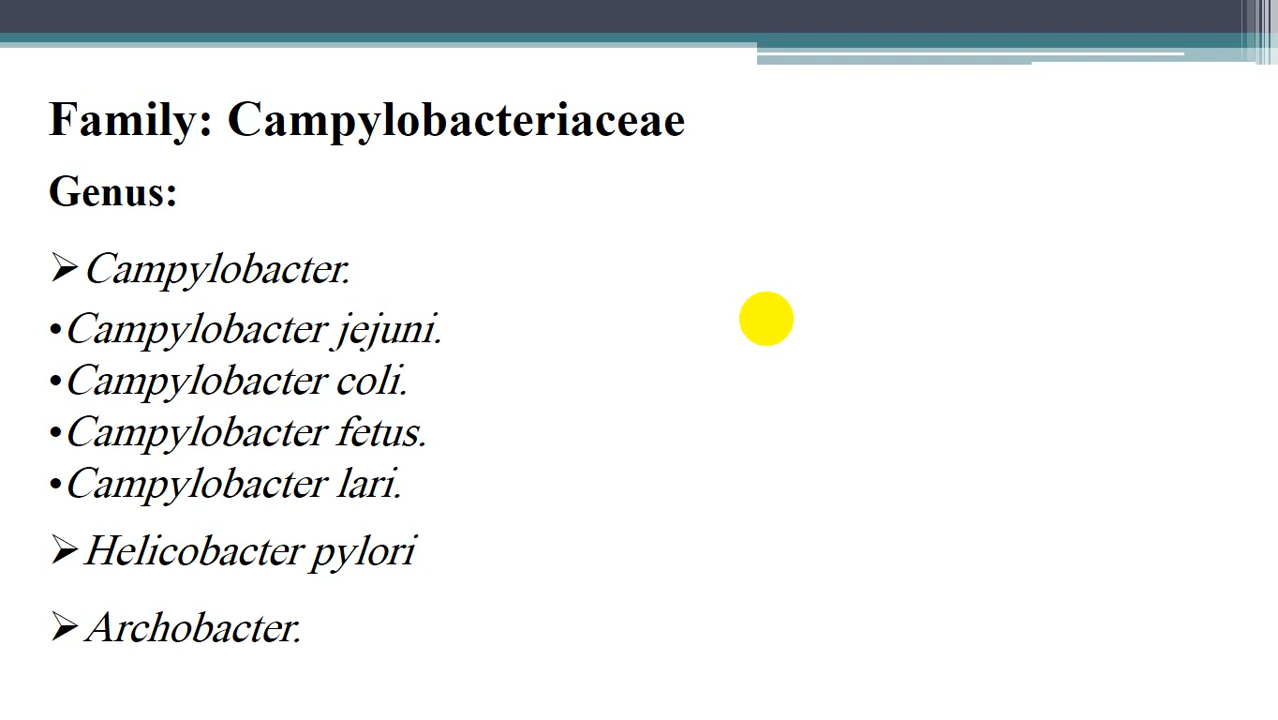 Family: Campylobacteriaceae
Genus:
➢ Campylobacter.
•Campylobacter jejuni.
•Campylobacter coli.
•Campylobacter fetus.
•Campylobacter lari.
➢ Helicobacter pylori
➢ Archobacter.